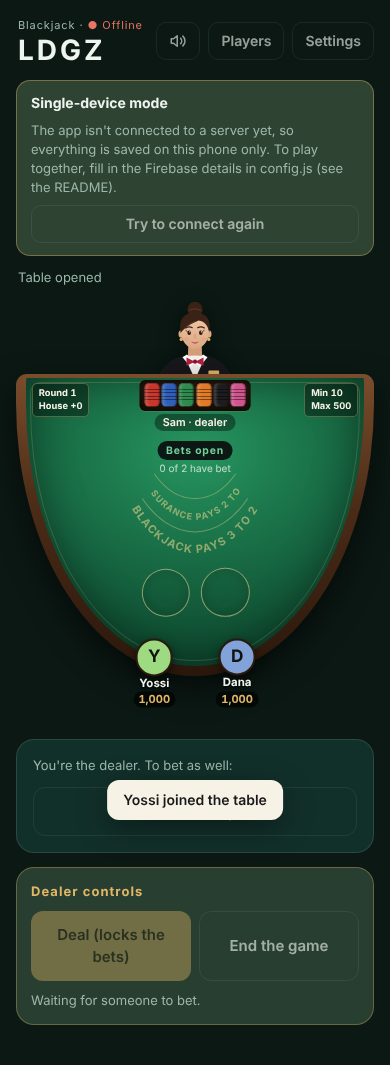 Blackjack · Offline
LDGZ
Players
Settings
Single-device mode
The app isn't connected to a server yet, so
everything is saved on this phone only. To play
together, fill in the Firebase details in config.js (see
the README).
Try to connect again
Table opened
Round 1
House +0
Min 10
Max 500
Sam · dealer
Bets open
0 of 2 have bet
SURANCE PAYS 2 TO
BLACKJACK PAYS 3 TO 2
Y
D
Yossi
Dana
1,000
1,000
You're the dealer. To bet as well:
Yossi joined the table
Dealer controls
Deal (locks the
bets)
End the game
Waiting for someone to bet.